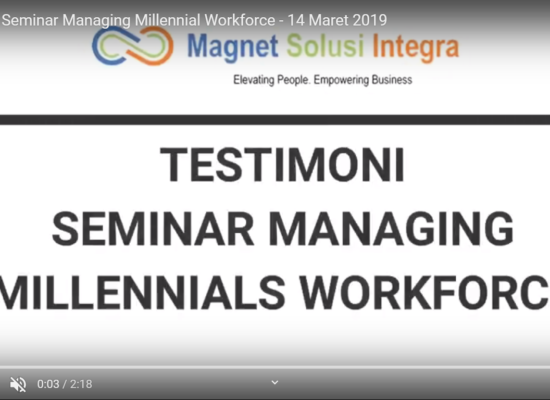 Seminar Managing Millennial Workforce - 14 Maret 2019
Magnet Solusi Integra
Elevating People. Empowering Business
TESTIMONI
SEMINAR MANAGING
MILLENNIALS WORKFORC
0:03 / 2:18